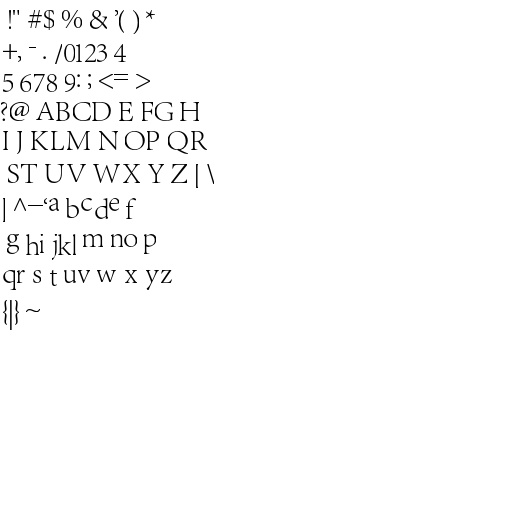 !" #$ % & '( ) *
+, - . /0123 4
5 678 9: ; <= >
?@ ABCD E FG H
I J KLM N OP QR
ST UV WX Y Z | \
| ^–‘a bcde f
g hi jkl m no p
qr s t uv w x yz
{|} ~